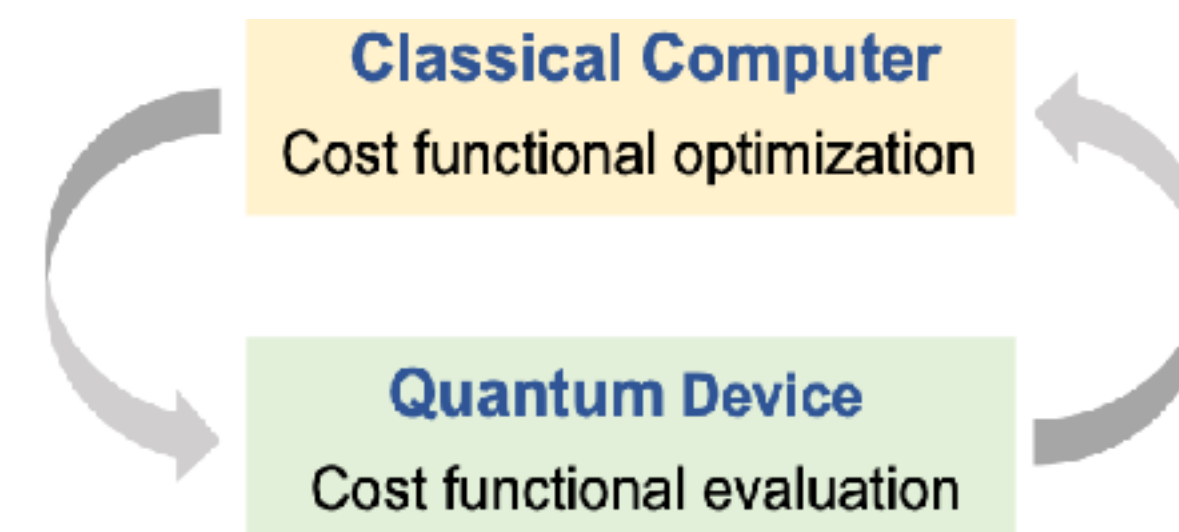 Classical Computer
Cost functional optimization
Quantum Device
Cost functional evaluation